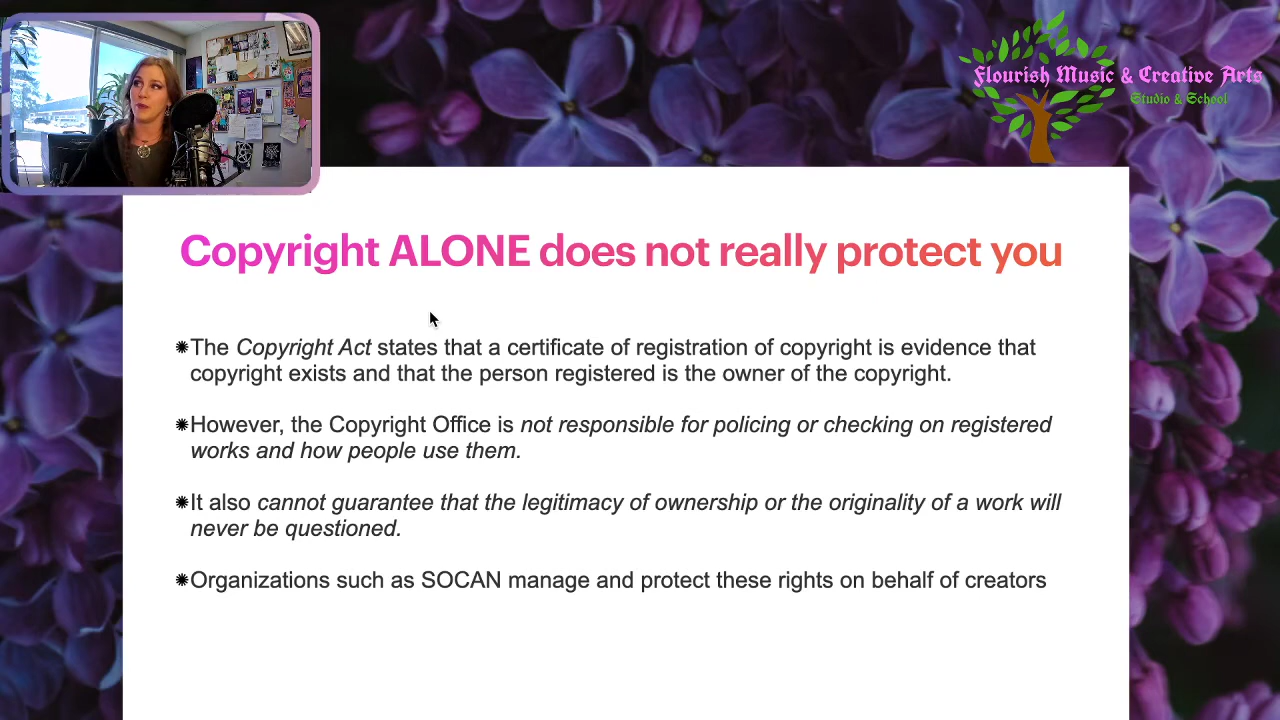 Flourish Music & Creative Arts
Studio & School
Copyright ALONE does not really protect you
✹The Copyright Act states that a certificate of registration of copyright is evidence that
copyright exists and that the person registered is the owner of the copyright.
✹However, the Copyright Office is not responsible for policing or checking on registered
works and how people use them.
✹It also cannot guarantee that the legitimacy of ownership or the originality of a work will
never be questioned.
✹Organizations such as SOCAN manage and protect these rights on behalf of creators